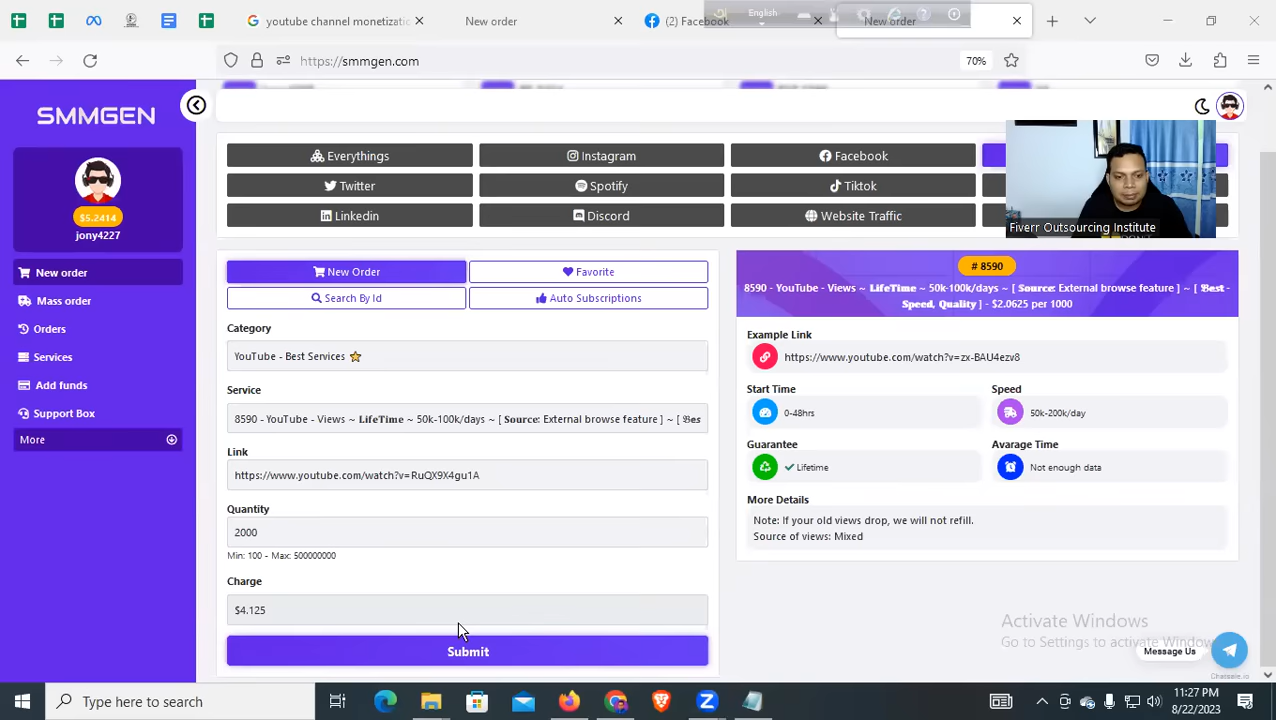 youtube channel monetizatio
New order
(2) Facebook
English
New order
https://smmgen.com
70%
SMMGEN
$5.2414
jony4227
New order
Mass order
Orders
Services
Add funds
Support Box
More
Everythings
Instagram
Facebook
Twitter
Spotify
Tiktok
Linkedin
Discord
Website Traffic
Fiverr Outsourcing Institute
New Order
Favorite
Search By Id
Auto Subscriptions
Category
YouTube - Best Services
Service
8590 - YouTube - Views ~ 𝐋𝐢𝐟𝐞𝐓𝐢𝐦𝐞 ~ 50k-100k/days ~ [ 𝐒𝐨𝐮𝐫𝐜𝐞: External browse feature ] ~ [ 𝕭𝖊𝖘
Link
https://www.youtube.com/watch?v=RuQX9X4gu1A
Quantity
2000
Min: 100 - Max: 500000000
Charge
$4.125
Submit
# 8590
8590 - YouTube - Views ~ 𝐋𝐢𝐟𝐞𝐓𝐢𝐦𝐞 ~ 50k-100k/days ~ [ 𝐒𝐨𝐮𝐫𝐜𝐞: External browse feature ] ~ [ 𝕭𝖊𝖘𝖙 -
𝐒𝐩𝐞𝐞𝐝, 𝐐𝐮𝐚𝐥𝐢𝐭𝐲 ] - $2.0625 per 1000
Example Link
https://www.youtube.com/watch?v=zx-BAU4ezv8
Start Time
Speed
0-48hrs
50k-200k/day
Guarantee
Avarage Time
Lifetime
Not enough data
More Details
Note: If your old views drop, we will not refill.
Source of views: Mixed
Activate Windows
Go to Settings to activate Window
Message Us
Chatsale.io
Type here to search
11:27 PM
8/22/2023